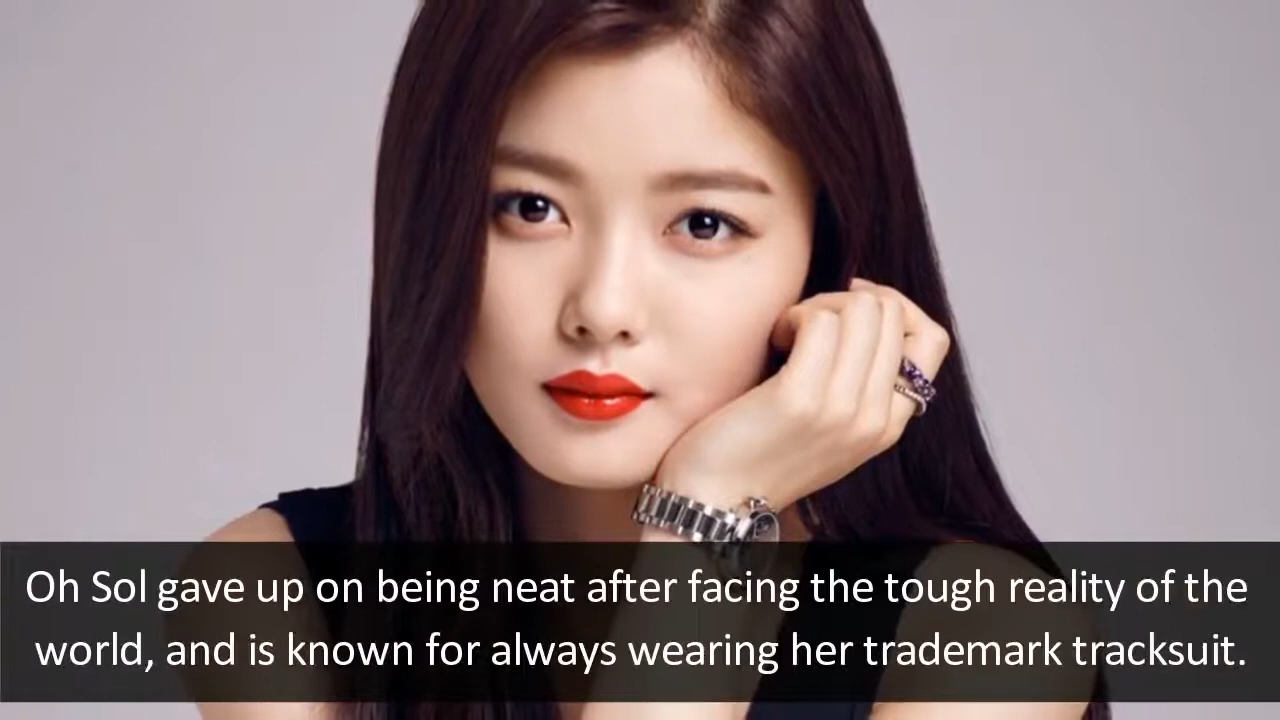 Oh Sol gave up on being neat after facing the tough reality of the
world, and is known for always wearing her trademark tracksuit.